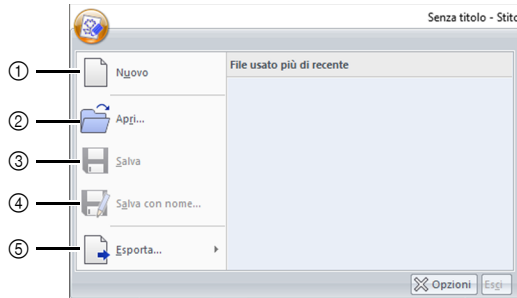 Senza titolo - Stitc
File usato più di recente
① Nuovo
② Apri...
③ Salva
④ Salva con nome...
⑤ Esporta...
Opzioni Esci